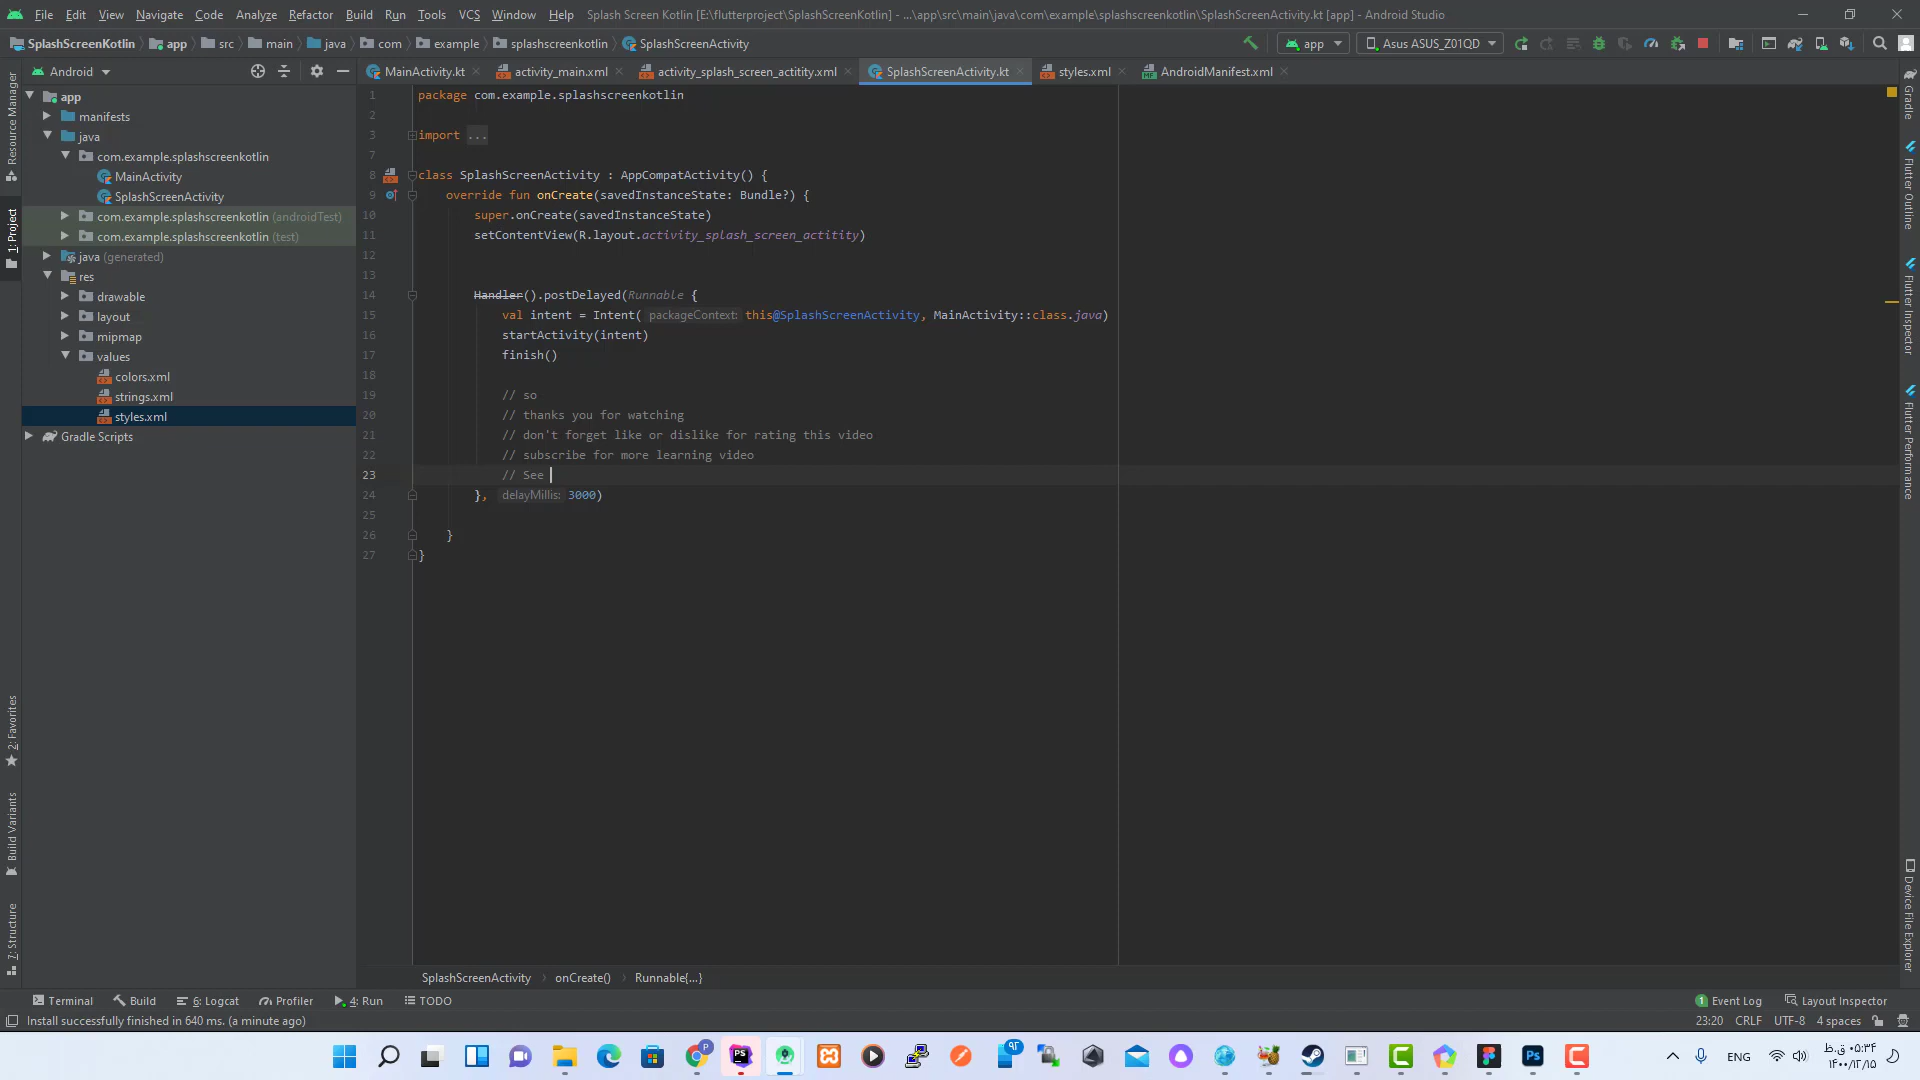 File Edit View Navigate Code Analyze Refactor Build Run Tools VCS Window Help Splash Screen Kotlin [E:\flutterproject\SplashScreenKotlin] - ...\app\src\main\java\com\example\splashscreenkotlin\SplashScreenActivity.kt [app] - Android Studio
SplashScreenKotlin app src main java com example splashscreenkotlin SplashScreenActivity app Asus ASUS_Z01QD
Android MainActivity.kt activity_main.xml activity_splash_screen_actitity.xml SplashScreenActivity.kt styles.xml AndroidManifest.xml
Resource Manager
1: Project
2: Favorites
Build Variants
7: Structure
app
manifests
java
com.example.splashscreenkotlin
MainActivity
SplashScreenActivity
com.example.splashscreenkotlin (androidTest)
com.example.splashscreenkotlin (test)
java (generated)
res
drawable
layout
mipmap
values
colors.xml
strings.xml
styles.xml
Gradle Scripts
1 package com.example.splashscreenkotlin
2
3 import ...
7
8 class SplashScreenActivity : AppCompatActivity() {
9 override fun onCreate(savedInstanceState: Bundle?) {
10 super.onCreate(savedInstanceState)
11 setContentView(R.layout.activity_splash_screen_actitity)
12
13
14 Handler().postDelayed(Runnable {
15 val intent = Intent( packageContext: this@SplashScreenActivity, MainActivity::class.java)
16 startActivity(intent)
17 finish()
18
19 // so
20 // thanks you for watching
21 // don't forget like or dislike for rating this video
22 // subscribe for more learning video
23 // See
24 }, delayMillis: 3000)
25
26 }
27 }
Gradle
Flutter Outline
Flutter Inspector
Flutter Performance
Device File Explorer
SplashScreenActivity onCreate() Runnable{...}
Terminal Build 6: Logcat Profiler 4: Run TODO 1 Event Log Layout Inspector
Install successfully finished in 640 ms. (a minute ago) 23:20 CRLF UTF-8 4 spaces
P PS ۹۲ Ps ENG ۰۵:۳۴ ق.ظ
۱۴۰۰/۱۲/۱۵